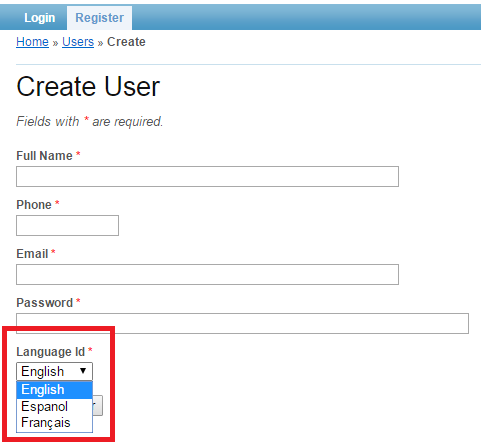 Login Register
Home » Users » Create
Create User
Fields with * are required.
Full Name *
Phone *
Email *
Password *
Language Id *
English
English
Espanol
Français